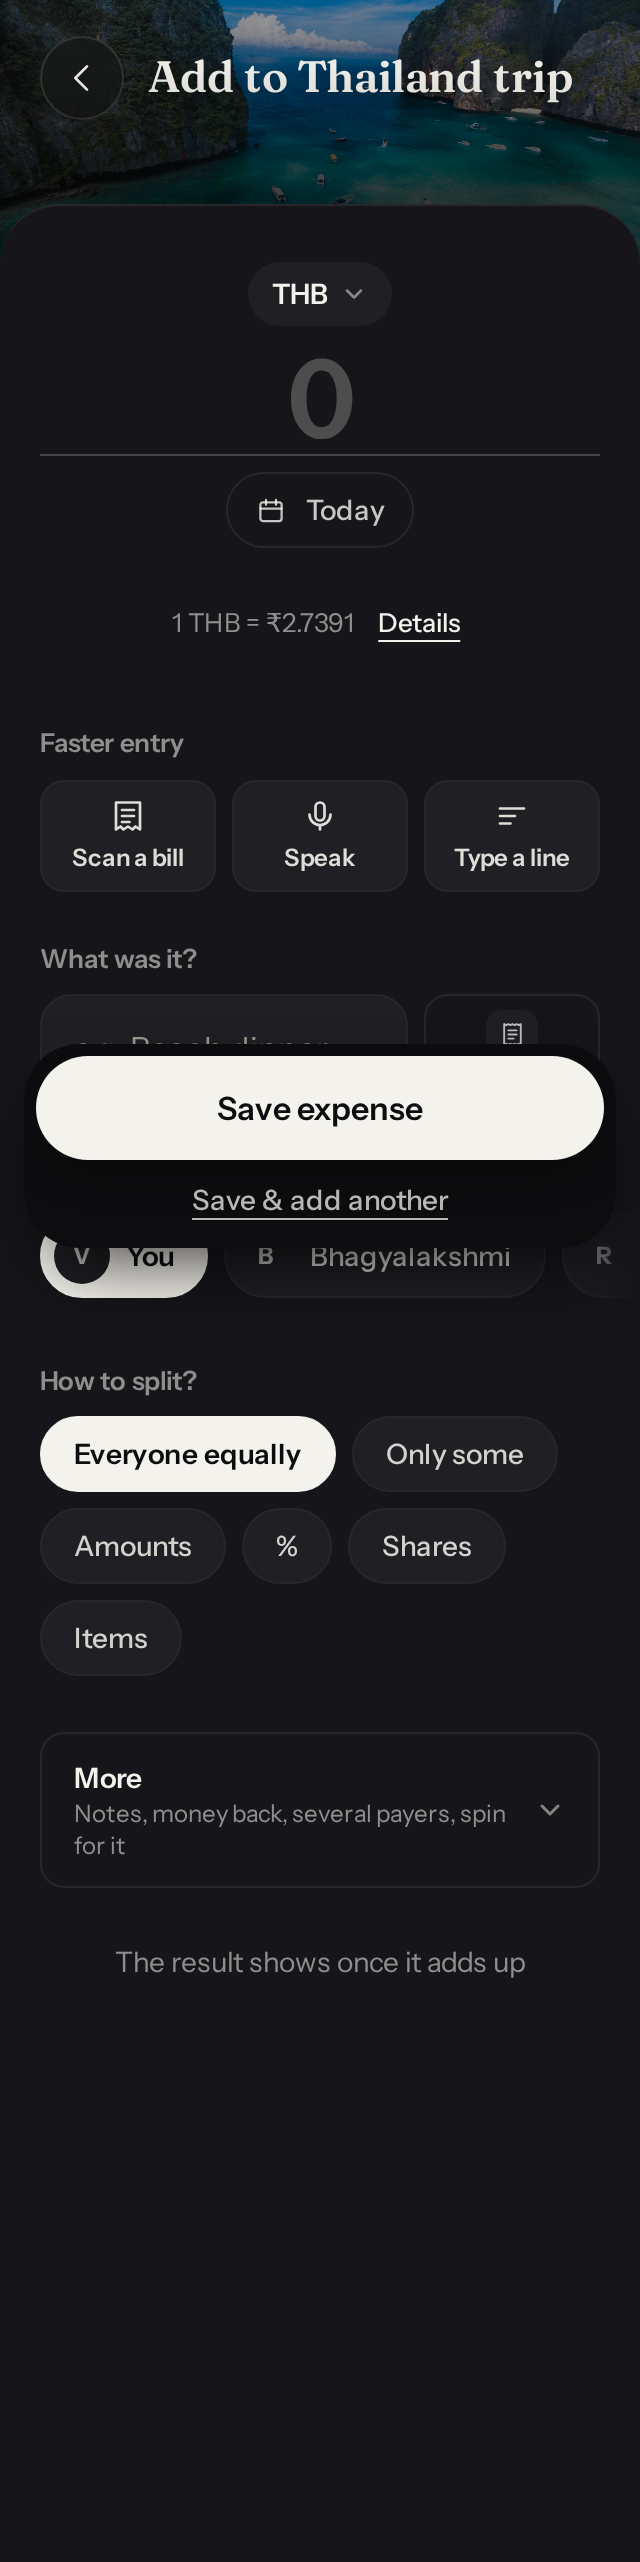 Add to Thailand trip
THB
0
Today
1 THB = ₹2.7391 Details
Faster entry
Scan a bill
Speak
Type a line
What was it?
Save expense
Save & add another
V You
B Bhagyalakshmi
R
How to split?
Everyone equally
Only some
Amounts
%
Shares
Items
More
Notes, money back, several payers, spin
for it
The result shows once it adds up